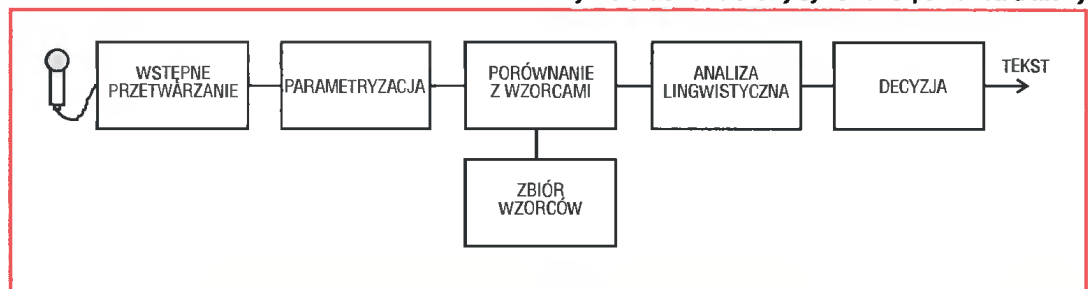 WSTĘPNE
PRZETWARZANIE
PARAMETRYZACJA
PORÓWNANIE
Z WZORCAMI
ANALIZA
LINGWISTYCZNA
DECYZJA
TEKST
ZBIÓR
WZORCÓW